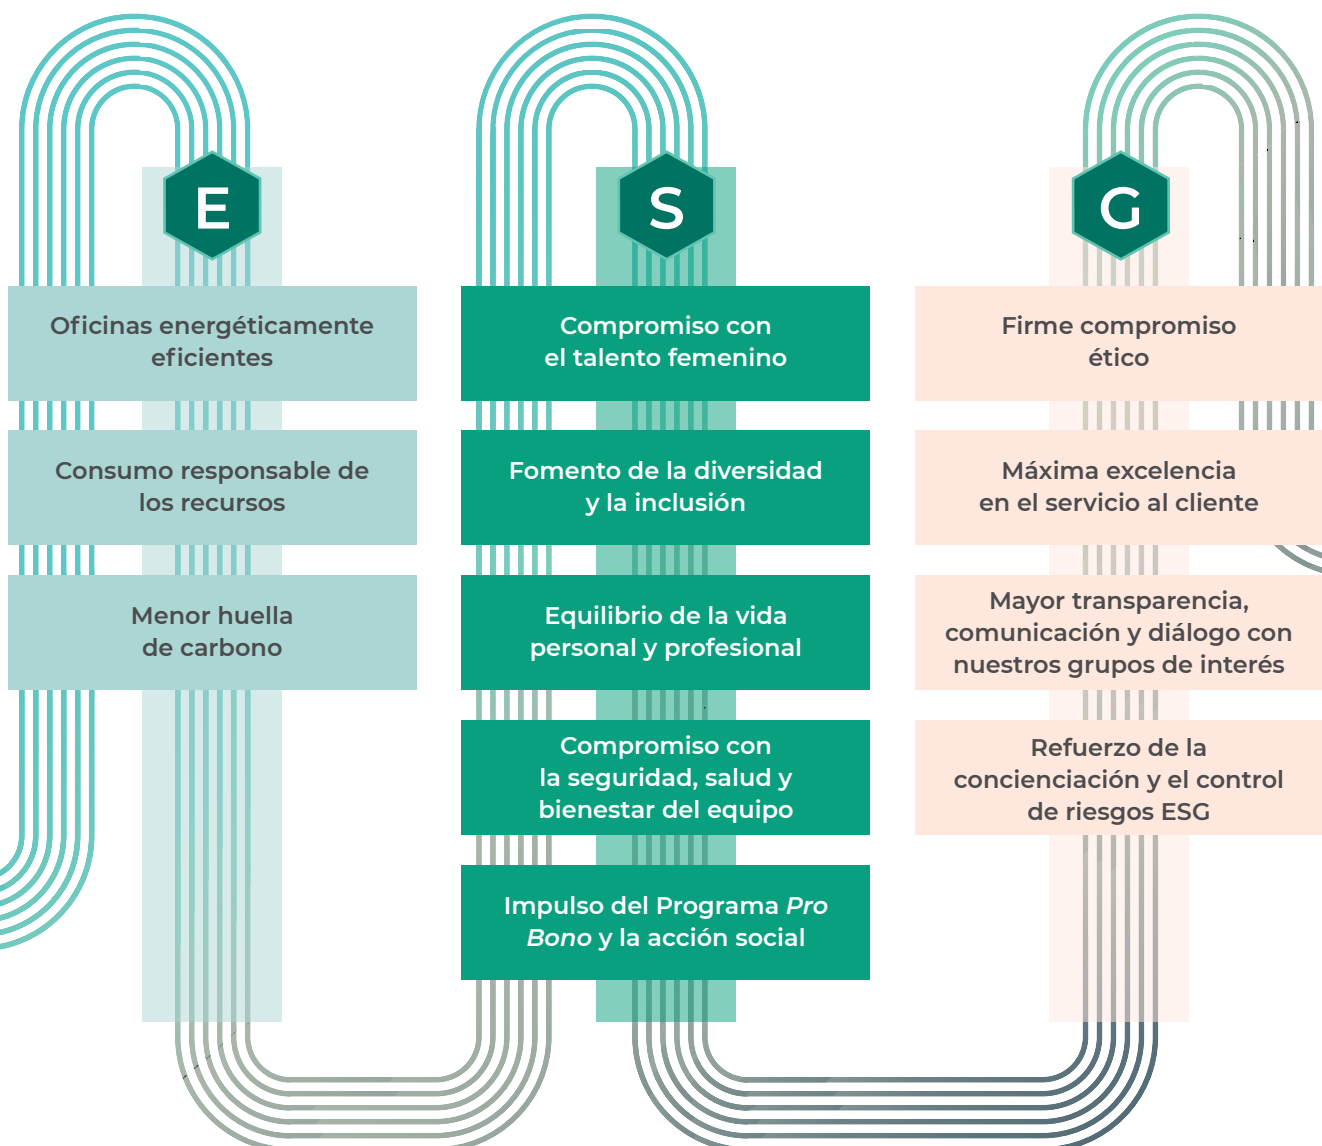 E
Oficinas energéticamente
eficientes
Consumo responsable de
los recursos
Menor huella
de carbono
S
Compromiso con
el talento femenino
Fomento de la diversidad
y la inclusión
Equilibrio de la vida
personal y profesional
Compromiso con
la seguridad, salud y
bienestar del equipo
Impulso del Programa Pro
Bono y la acción social
G
Firme compromiso
ético
Máxima excelencia
en el servicio al cliente
Mayor transparencia,
comunicación y diálogo con
nuestros grupos de interés
Refuerzo de la
concienciación y el control
de riesgos ESG